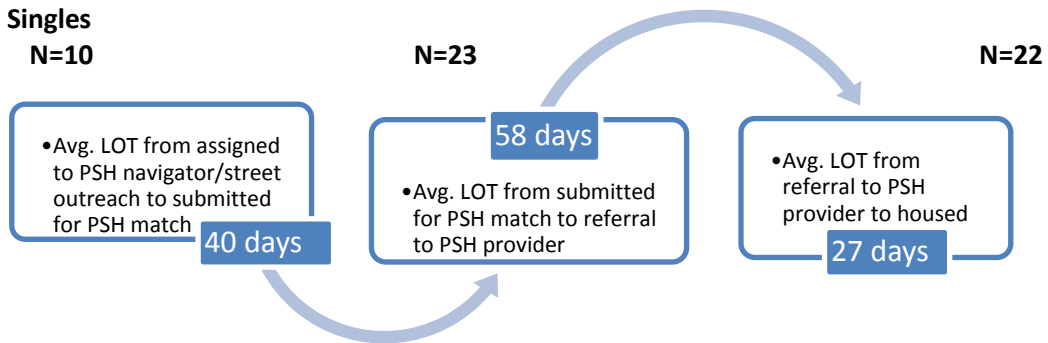 Singles
N=10
N=23
N=22
•Avg. LOT from assigned
to PSH navigator/street
outreach to submitted
for PSH match
40 days
58 days
•Avg. LOT from submitted
for PSH match to referral
to PSH provider
•Avg. LOT from
referral to PSH
provider to housed
27 days